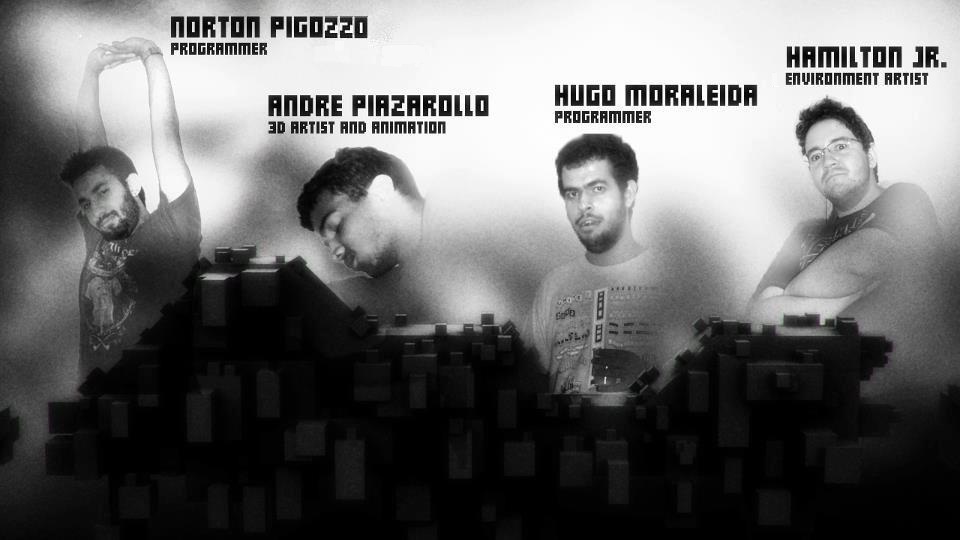 NORTON PIGOZZO
PROGRAMMER
ANDRE PIAZAROLLO
3D ARTIST AND ANIMATION
HUGO MORALEIDA
PROGRAMMER
HAMILTON JR.
ENVIRONMENT ARTIST